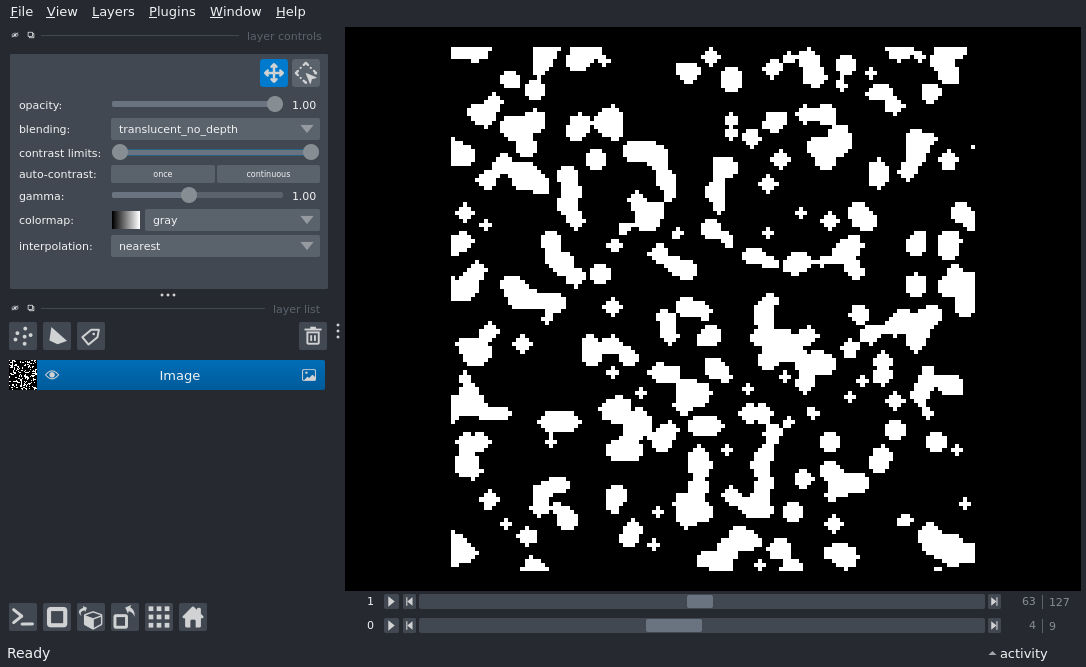 File View Layers Plugins Window Help
layer controls
opacity: 1.00
blending: translucent_no_depth
contrast limits:
auto-contrast: once continuous
gamma: 1.00
colormap: gray
interpolation: nearest
layer list
Image
1 63 127
0 4 9
Ready activity